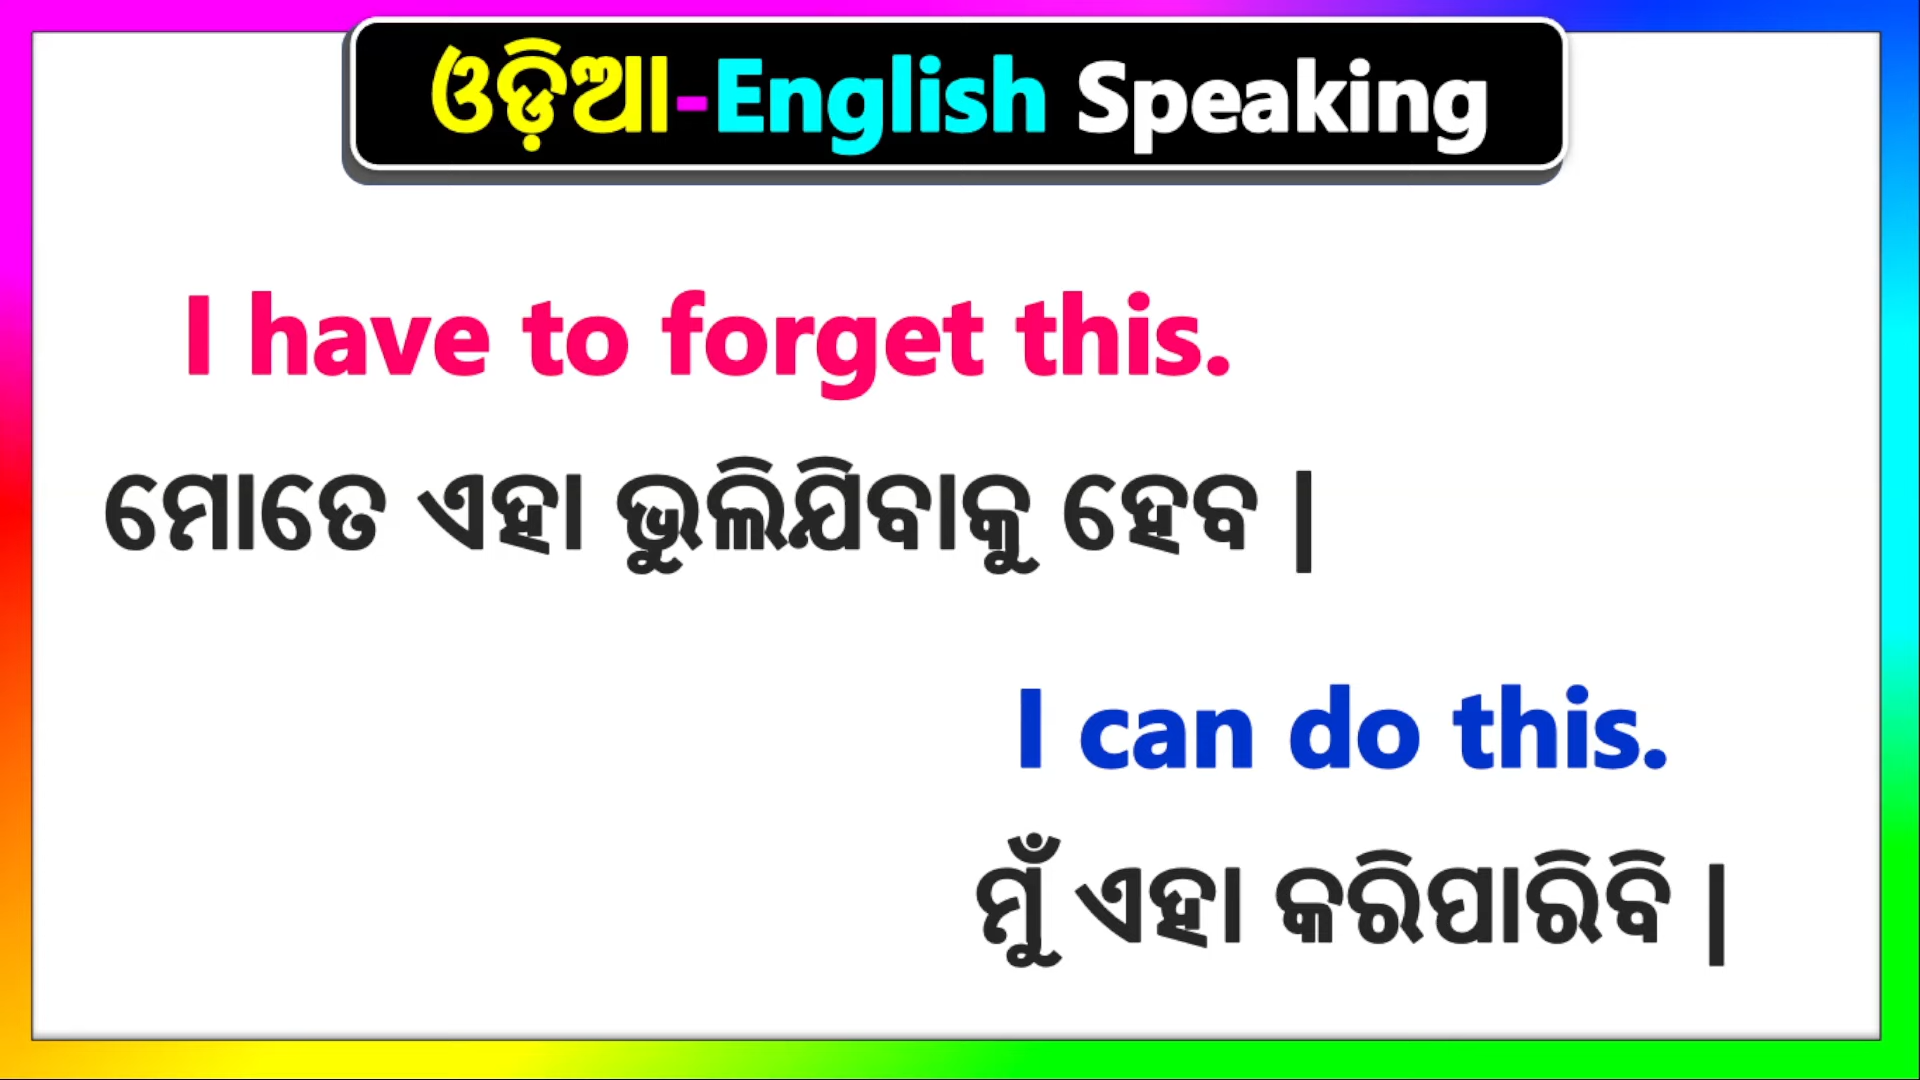 ଓଡ଼ିଆ-English Speaking
I have to forget this.
ମୋତେ ଏହା ଭୁଲିଯିବାକୁ ହେବ |
I can do this.
ମୁଁ ଏହା କରିପାରିବି |